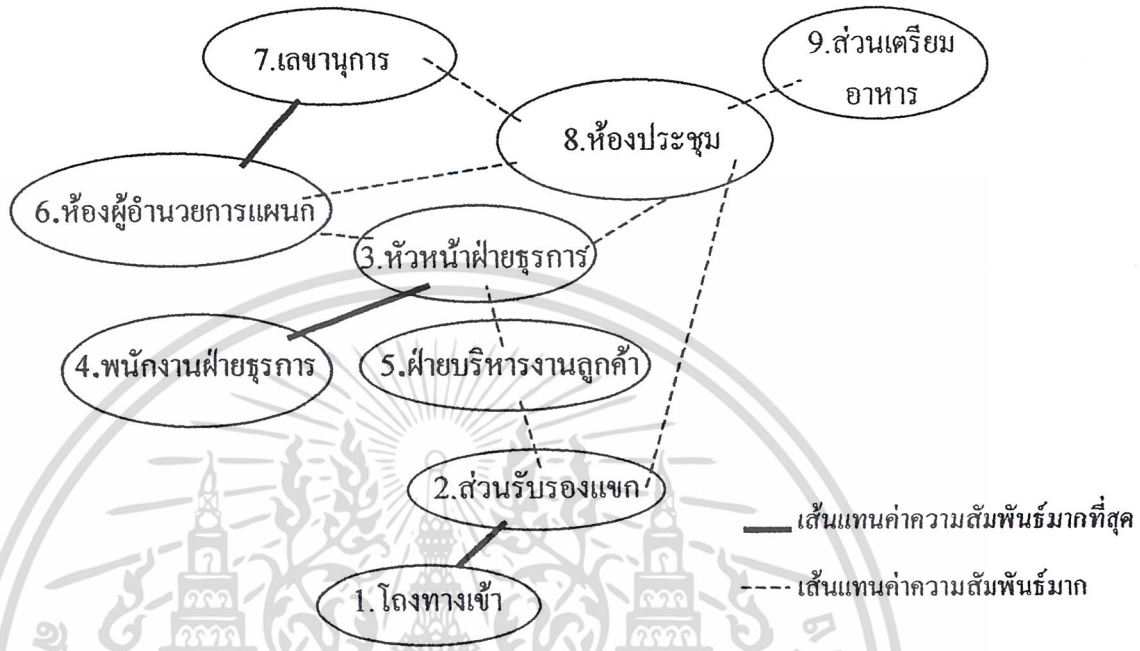 7.เลขานุการ
9.ส่วนเตรียม
อาหาร
8.ห้องประชุม
6.ห้องผู้อำนวยการแผนก
3.หัวหน้าฝ่ายธุรการ
4.พนักงานฝ่ายธุรการ
5.ฝ่ายบริหารงานลูกค้า
2.ส่วนรับรองแขก
เส้นแทนค่าความสัมพันธ์มากที่สุด
เส้นแทนค่าความสัมพันธ์มาก
1.โถงทางเข้า